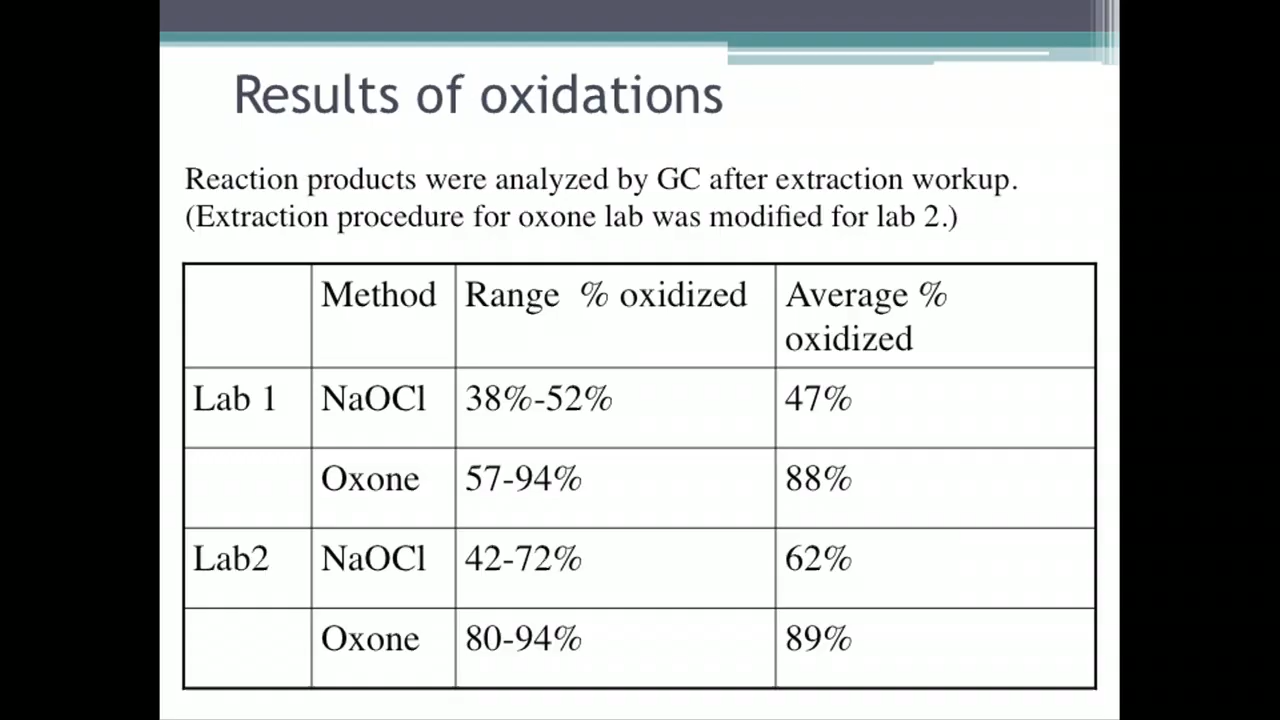 Results of oxidations
Reaction products were analyzed by GC after extraction workup.
(Extraction procedure for oxone lab was modified for lab 2.)
Method Range % oxidized Average %
oxidized
Lab 1 NaOCl 38%-52% 47%
Oxone 57-94% 88%
Lab2 NaOCl 42-72% 62%
Oxone 80-94% 89%